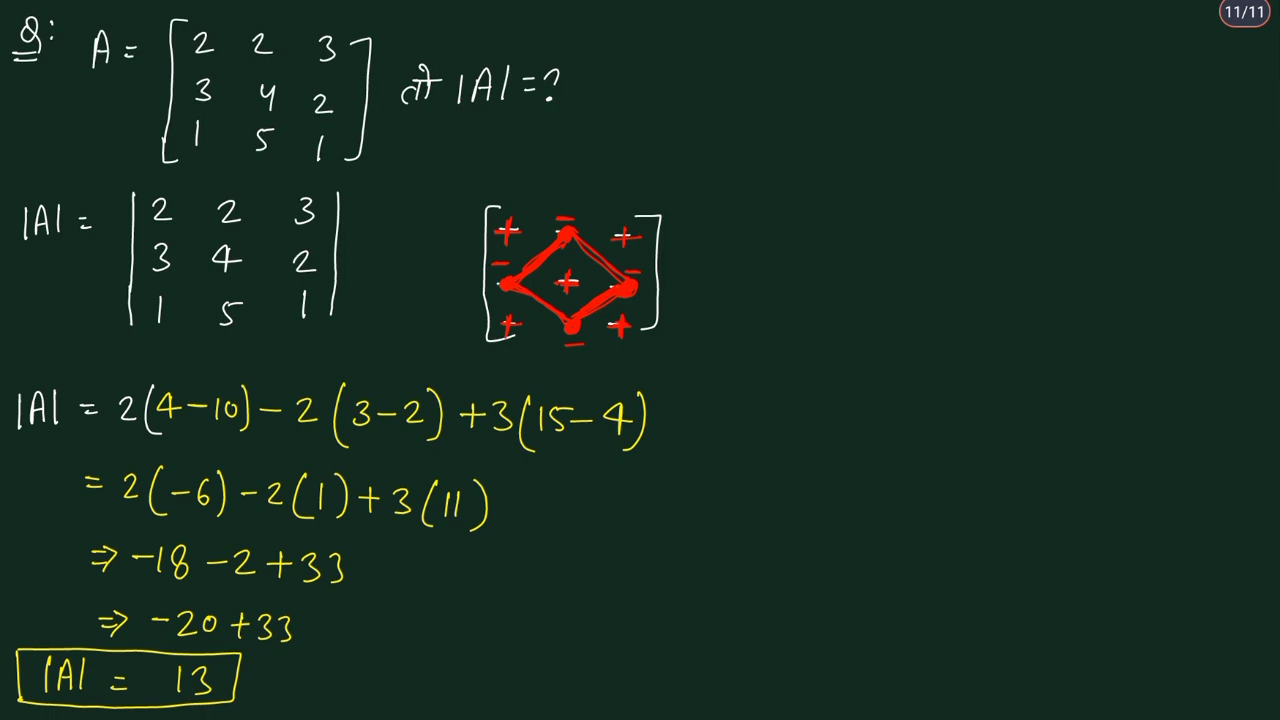 11/11
Q: A = [2 2 3
3 4 2
1 5 1] तो |A| = ?
|A| = |2 2 3|
3 4 2
1 5 1
+ − +
− + −
+ − +
|A| = 2(4−10) − 2(3−2) + 3(15−4)
= 2(−6) − 2(1) + 3(11)
⇒ −18 − 2 + 33
⇒ −20 + 33
|A| = 13